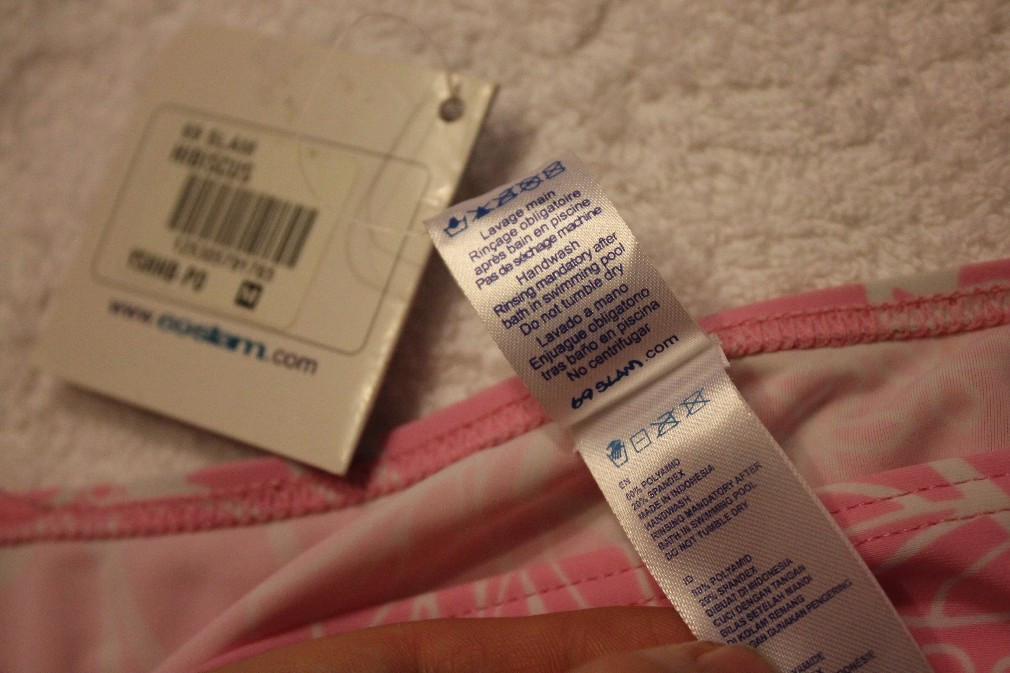 69 SLAM
HIBISCUS
M
www.69slam.com
Lavage main
Rinçage obligatoire
après bain en piscine
Pas de séchage machine
Handwash
Rinsing mandatory after
bath in swimming pool
Do not tumble dry
Lavado a mano
Enjuague obligatorio
tras baño en piscina
No centrifugar
69 SLAM.com
EN
80% POLYAMID
20% SPANDEX
MADE IN INDONESIA
HANDWASH
RINSING MANDATORY AFTER
BATH IN SWIMMING POOL
DO NOT TUMBLE DRY
ID
80% POLYAMID
20% SPANDEX
DIBUAT DI INDONESIA
CUCI DENGAN TANGAN
BILAS SETELAH MANDI
DI KOLAM RENANG
GUNAKAN PENGERING